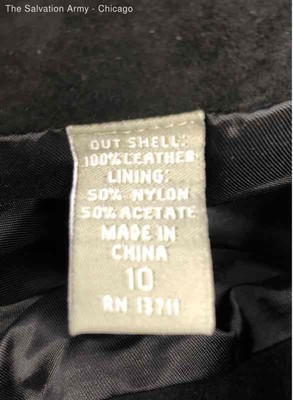 The Salvation Army - Chicago
OUT SHELL:
100% LEATHER
LINING:
50% NYLON
50% ACETATE
MADE IN
CHINA
10
RN 13711